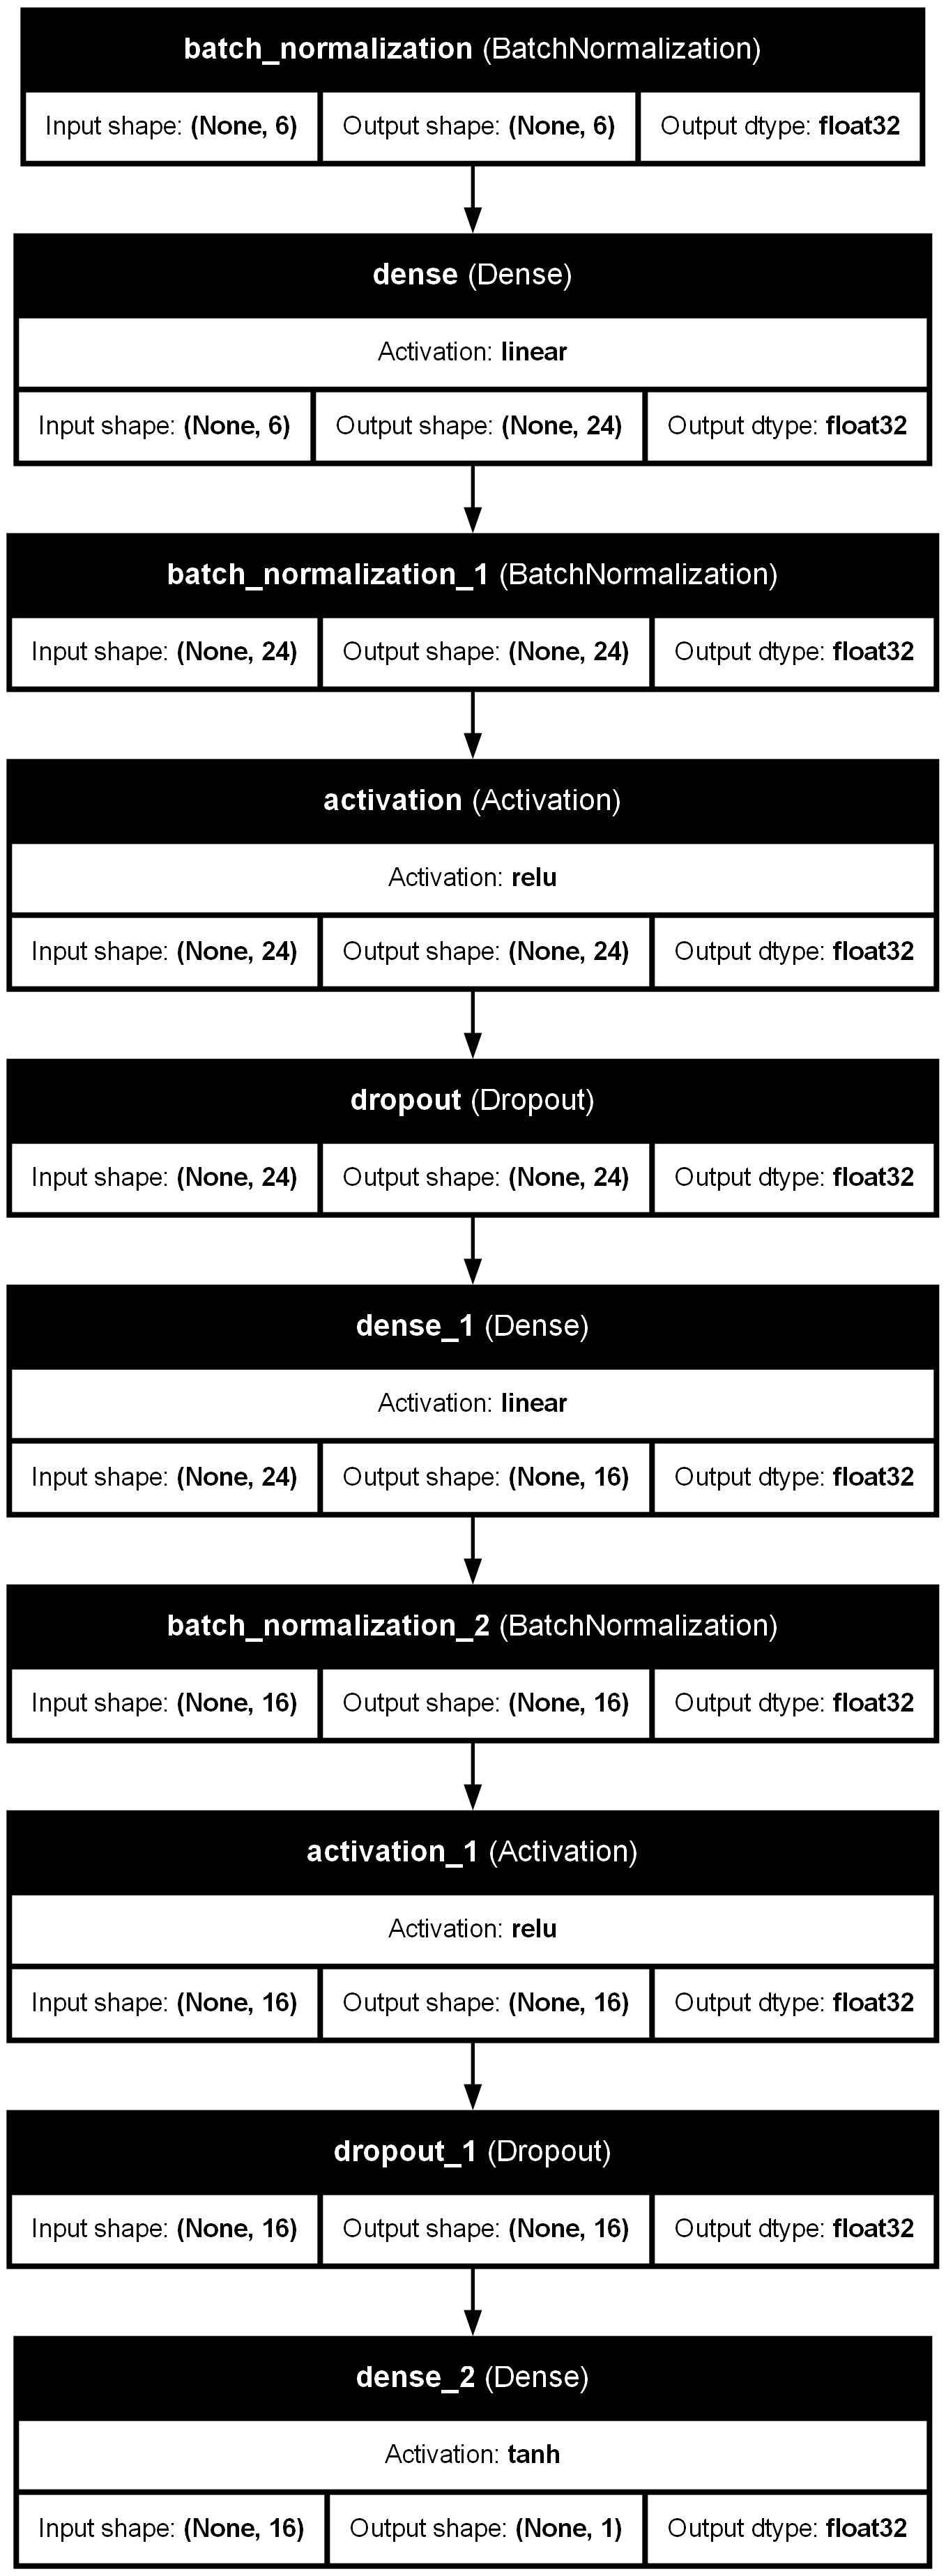 batch_normalization (BatchNormalization)
Input shape: (None, 6) Output shape: (None, 6) Output dtype: float32
dense (Dense)
Activation: linear
Input shape: (None, 6) Output shape: (None, 24) Output dtype: float32
batch_normalization_1 (BatchNormalization)
Input shape: (None, 24) Output shape: (None, 24) Output dtype: float32
activation (Activation)
Activation: relu
Input shape: (None, 24) Output shape: (None, 24) Output dtype: float32
dropout (Dropout)
Input shape: (None, 24) Output shape: (None, 24) Output dtype: float32
dense_1 (Dense)
Activation: linear
Input shape: (None, 24) Output shape: (None, 16) Output dtype: float32
batch_normalization_2 (BatchNormalization)
Input shape: (None, 16) Output shape: (None, 16) Output dtype: float32
activation_1 (Activation)
Activation: relu
Input shape: (None, 16) Output shape: (None, 16) Output dtype: float32
dropout_1 (Dropout)
Input shape: (None, 16) Output shape: (None, 16) Output dtype: float32
dense_2 (Dense)
Activation: tanh
Input shape: (None, 16) Output shape: (None, 1) Output dtype: float32